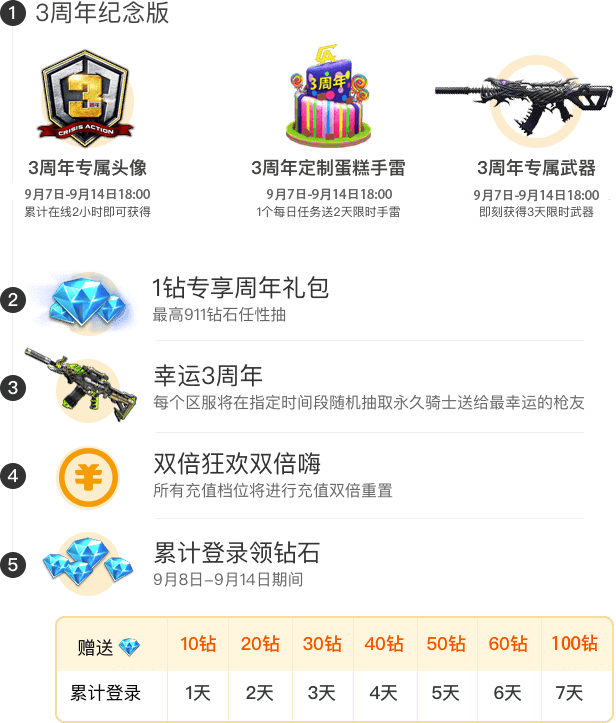 1 3周年纪念版
3
CRISIS ACTION
3周年专属头像
9月7日-9月14日18:00
累计在线2小时即可获得
CA
3周年
3周年定制蛋糕手雷
9月7日-9月14日18:00
1个每日任务送2天限时手雷
3周年专属武器
9月7日-9月14日18:00
即刻获得3天限时武器
2 1钻专享周年礼包
最高911钻石任性抽
3 幸运3周年
每个区服将在指定时间段随机抽取永久骑士送给最幸运的枪友
4 ¥ 双倍狂欢双倍嗨
所有充值档位将进行充值双倍重置
5 累计登录领钻石
9月8日-9月14日期间
赠送 10钻 20钻 30钻 40钻 50钻 60钻 100钻
累计登录 1天 2天 3天 4天 5天 6天 7天